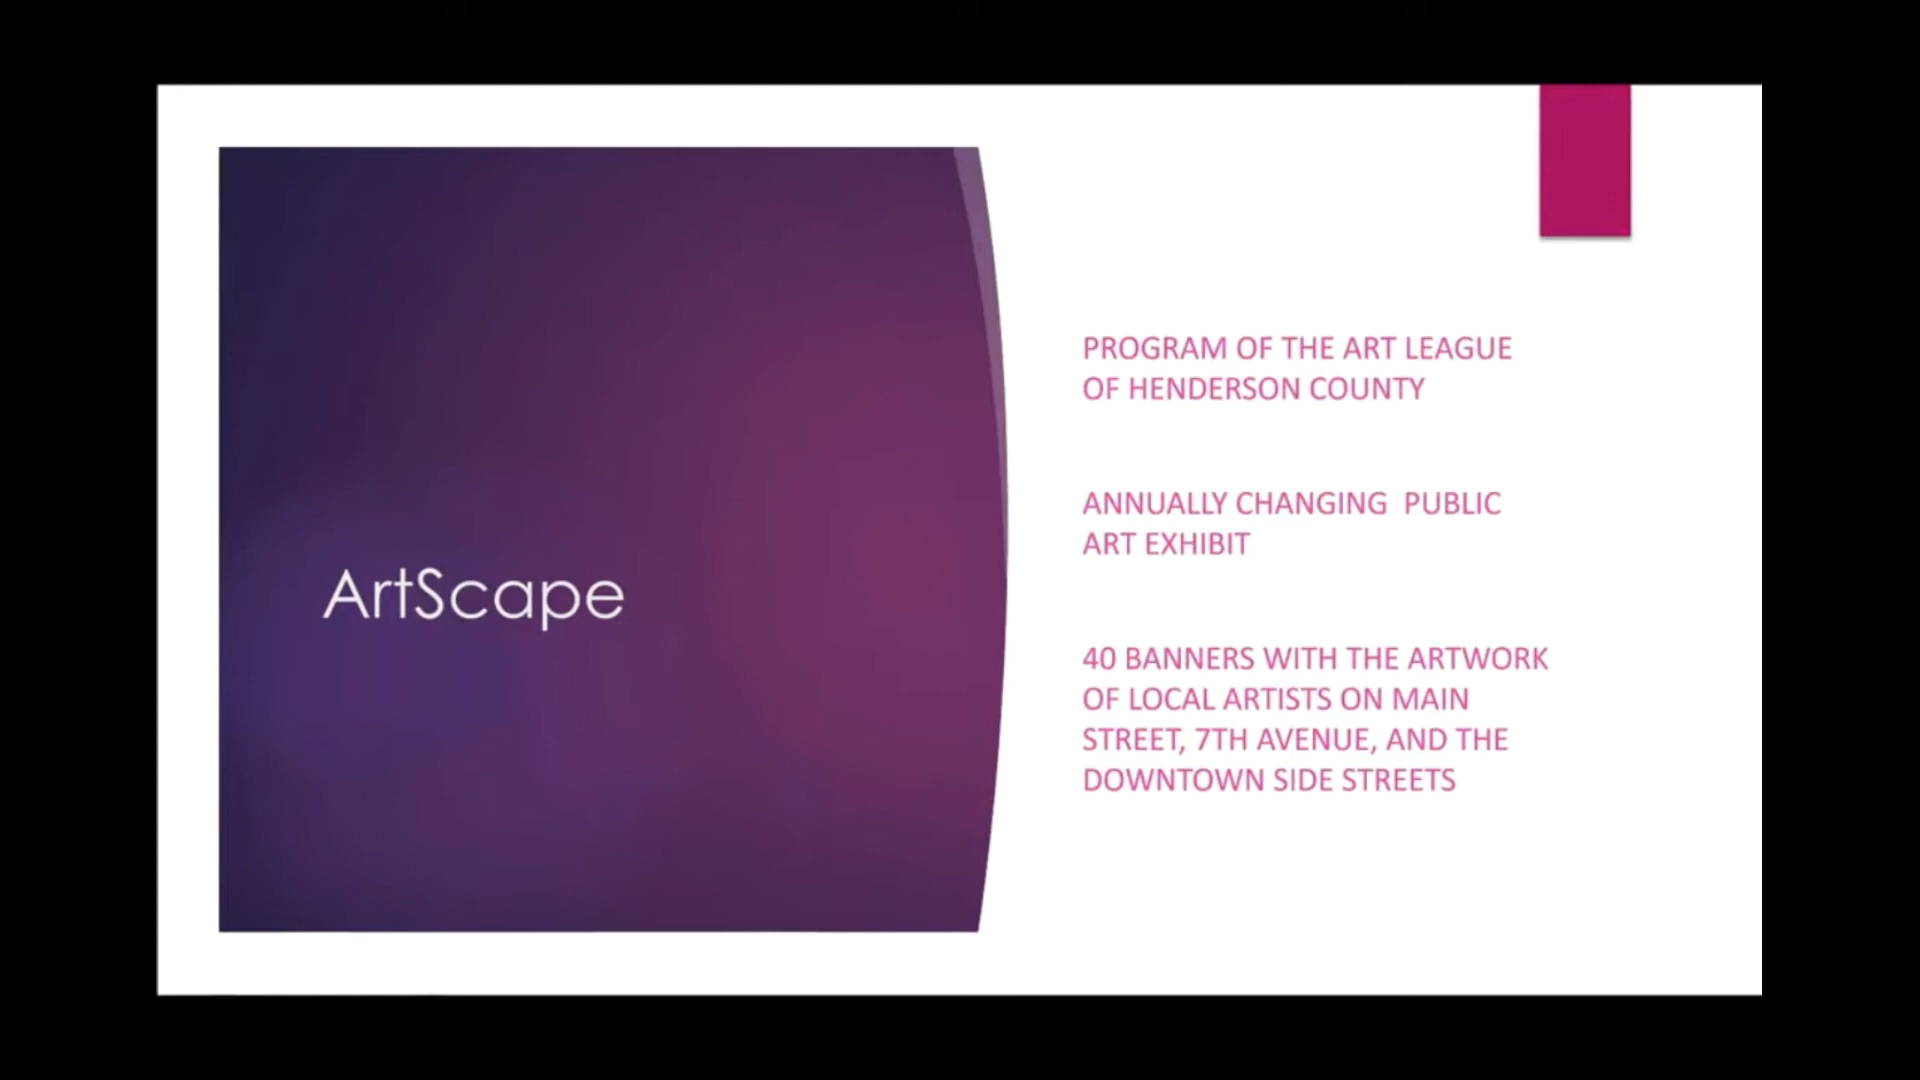 ArtScape
PROGRAM OF THE ART LEAGUE
OF HENDERSON COUNTY
ANNUALLY CHANGING  PUBLIC
ART EXHIBIT
40 BANNERS WITH THE ARTWORK
OF LOCAL ARTISTS ON MAIN
STREET, 7TH AVENUE, AND THE
DOWNTOWN SIDE STREETS